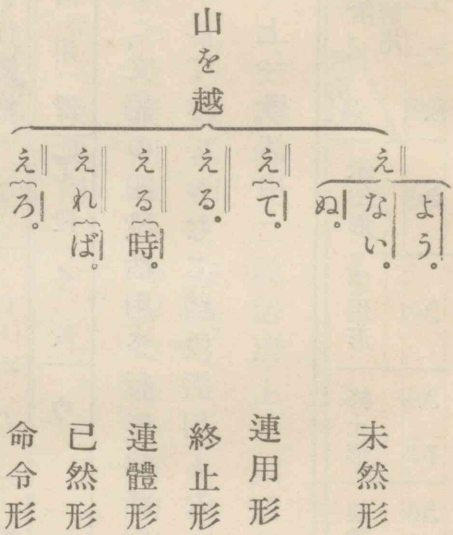 山を越
え
よう。
ない。
ぬ
未然形
えて。
連用形
える。
終止形
える時。
連體形
えれば。
已然形
えろ。
命令形